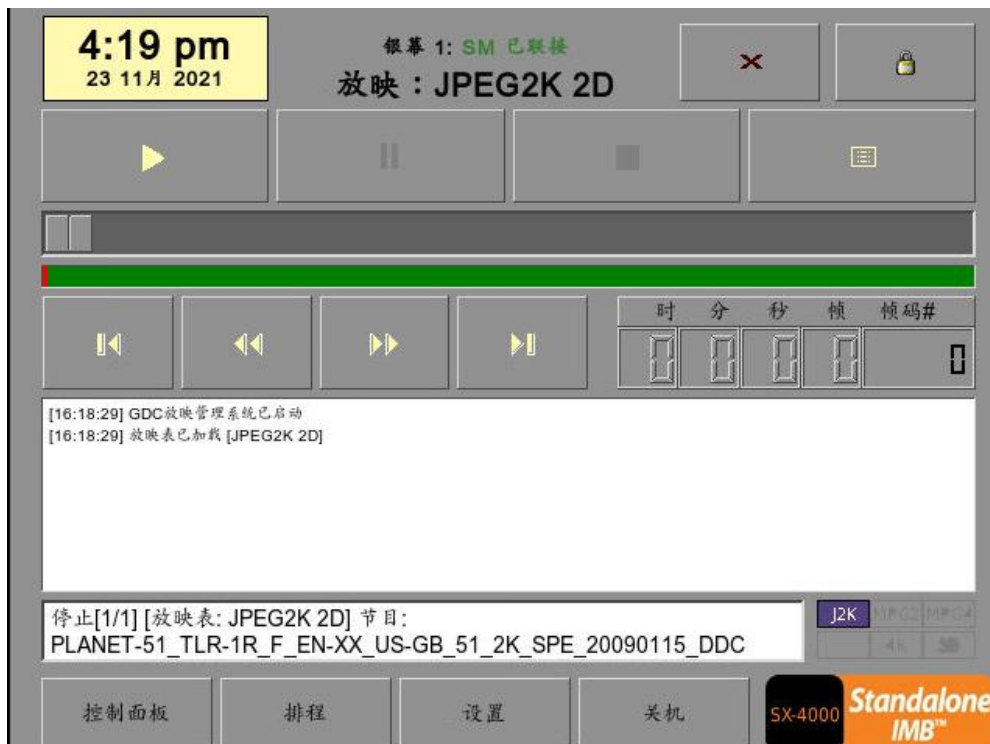 4:19 pm
23 11月 2021
银幕 1: SM 已联接
放映：JPEG2K 2D
时 分 秒 帧 帧码#
0 0 0 0 0
[16:18:29] GDC放映管理系统已启动
[16:18:29] 放映表已加载 [JPEG2K 2D]
停止[1/1] [放映表: JPEG2K 2D] 节目:
PLANET-51_TLR-1R_F_EN-XX_US-GB_51_2K_SPE_20090115_DDC
J2K MPG2 MPG4
4K 3D
控制面板 排程 设置 关机
SX-4000 Standalone
IMB™